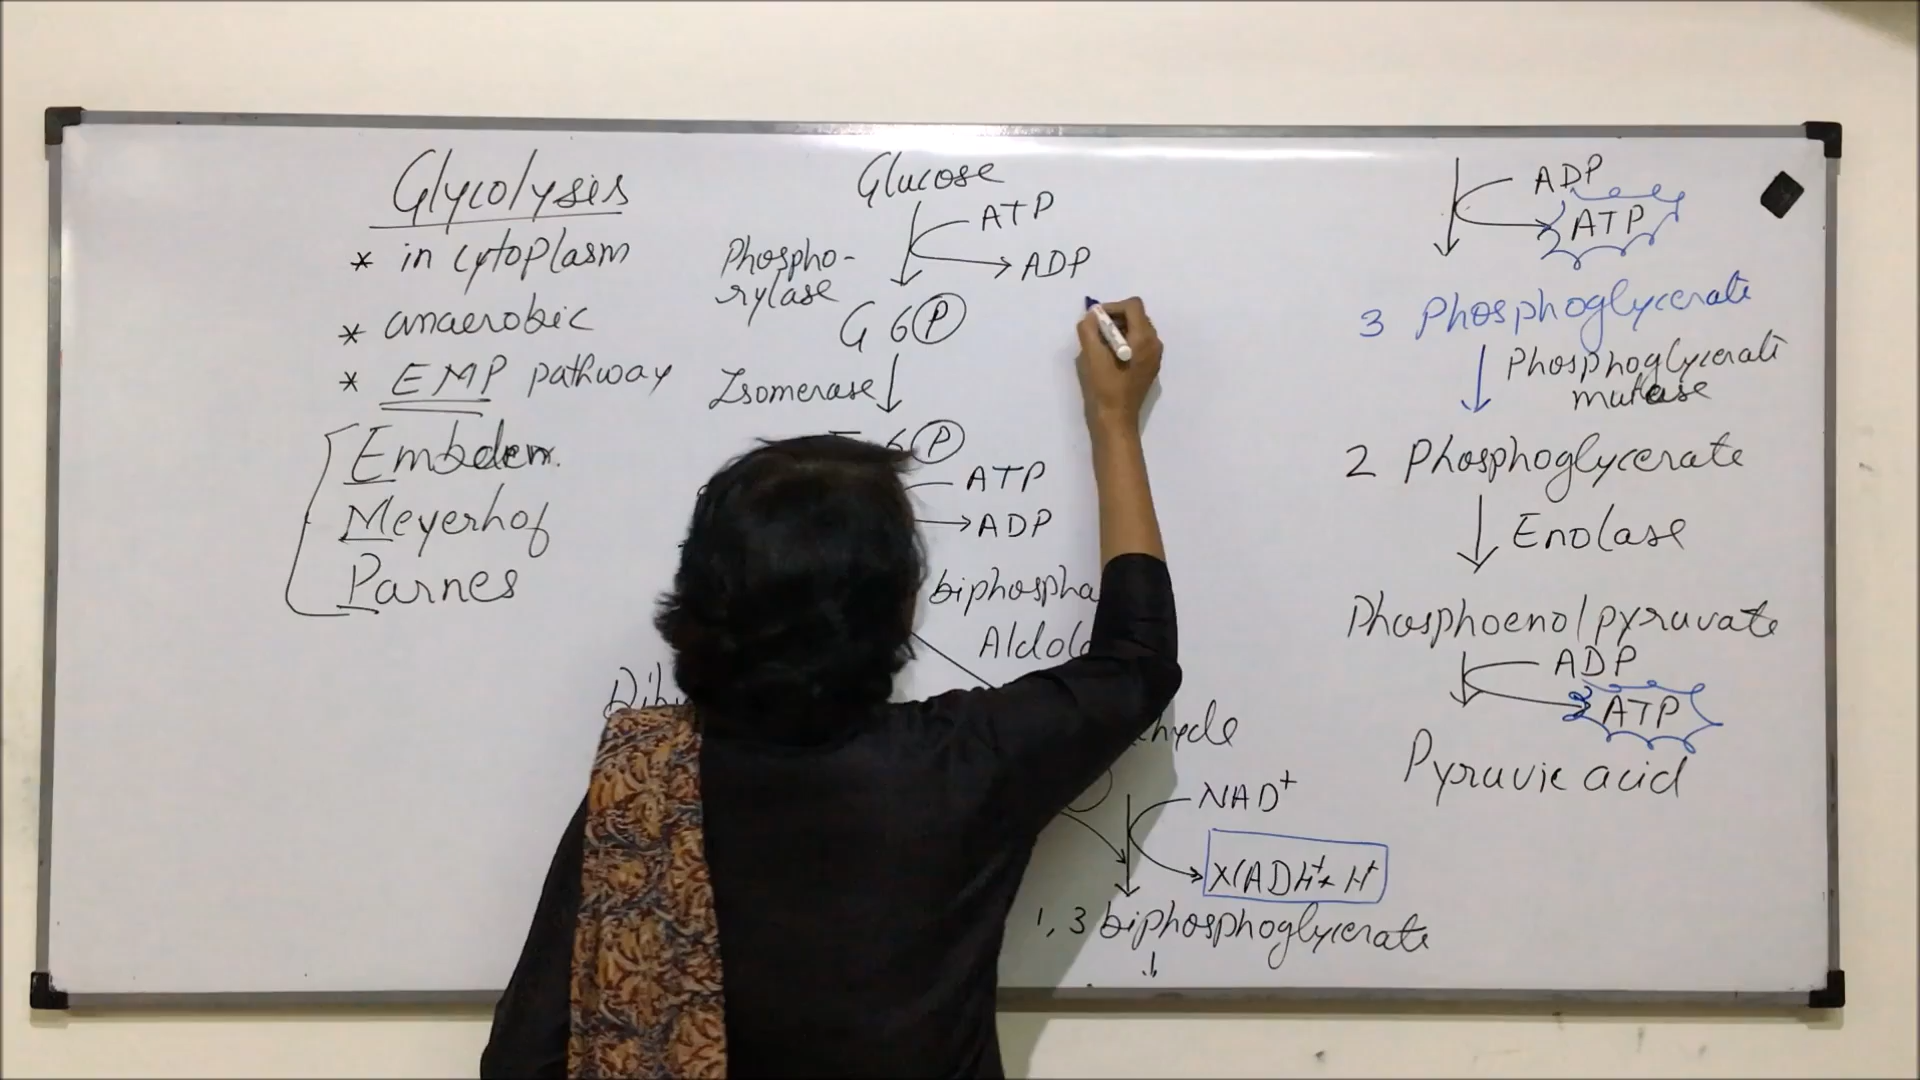 Glycolysis
* in cytoplasm
* anaerobic
* EMP pathway
Embden.
Meyerhof
Parnes
Glucose
ATP
ADP
Phospho-
rylase
G 6 P
Isomerase
6 P
ATP
ADP
biphospha
Aldola
Dihy
hyde
NAD+
NADH+ + H+
1, 3 biphosphoglycerate
ADP
ATP
3 Phosphoglycerate
Phosphoglycerate
mutase
2 Phosphoglycerate
Enolase
Phosphoenolpyruvate
ADP
ATP
Pyruvic acid